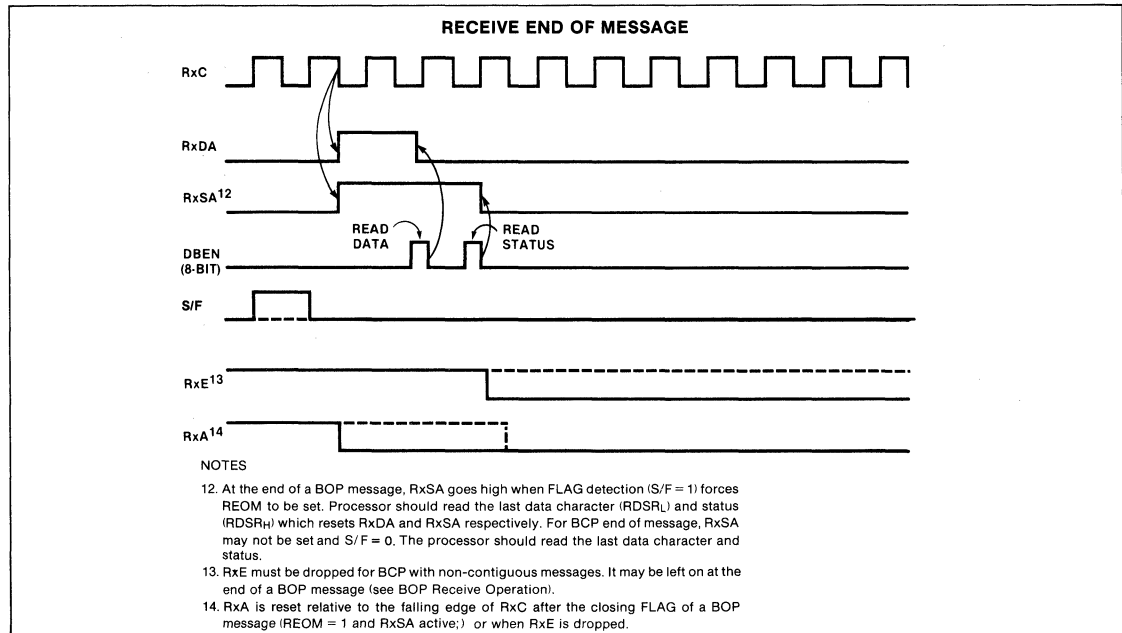 RECEIVE END OF MESSAGE
RxC
RxDA
RxSA12
READ DATA
READ STATUS
DBEN
(8-BIT)
S/F
RxE13
RxA14
NOTES
12. At the end of a BOP message, RxSA goes high when FLAG detection (S/F = 1) forces
REOM to be set. Processor should read the last data character (RDSRL) and status
(RDSRH) which resets RxDA and RxSA respectively. For BCP end of message, RxSA
may not be set and S/F = 0. The processor should read the last data character and
status.
13. RxE must be dropped for BCP with non-contiguous messages. It may be left on at the
end of a BOP message (see BOP Receive Operation).
14. RxA is reset relative to the falling edge of RxC after the closing FLAG of a BOP
message (REOM = 1 and RxSA active;) or when RxE is dropped.